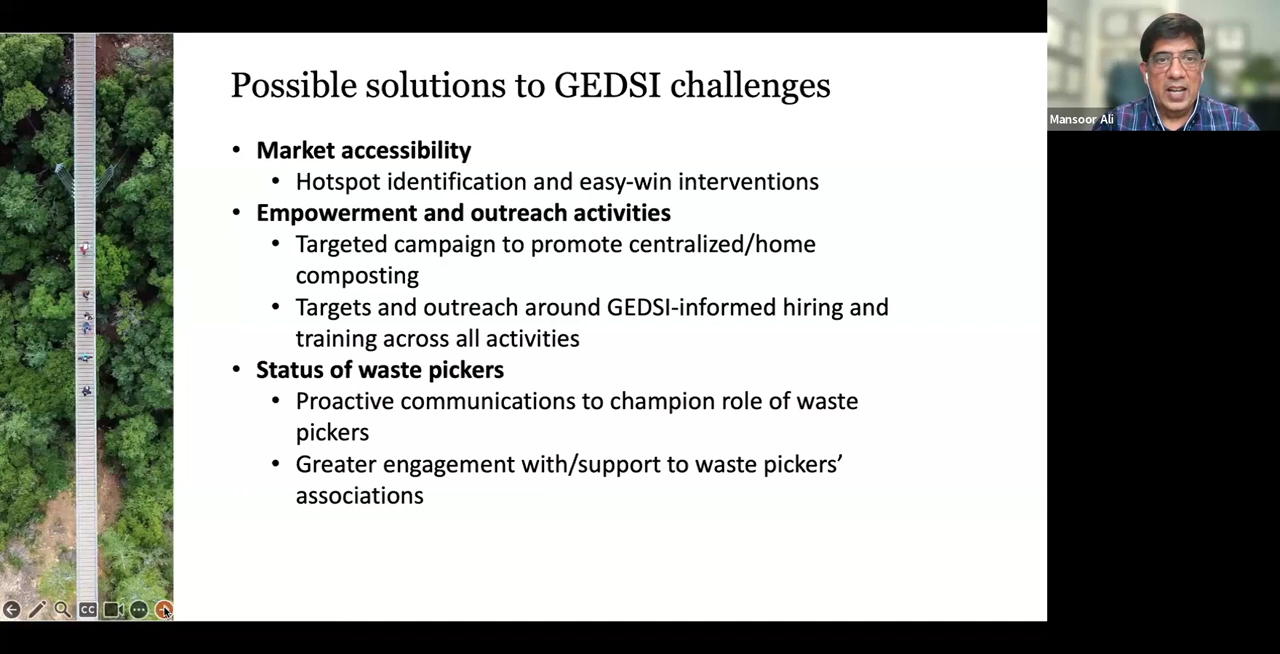 Possible solutions to GEDSI challenges
• Market accessibility
• Hotspot identification and easy-win interventions
• Empowerment and outreach activities
• Targeted campaign to promote centralized/home
composting
• Targets and outreach around GEDSI-informed hiring and
training across all activities
• Status of waste pickers
• Proactive communications to champion role of waste
pickers
• Greater engagement with/support to waste pickers’
associations
Mansoor Ali
CC